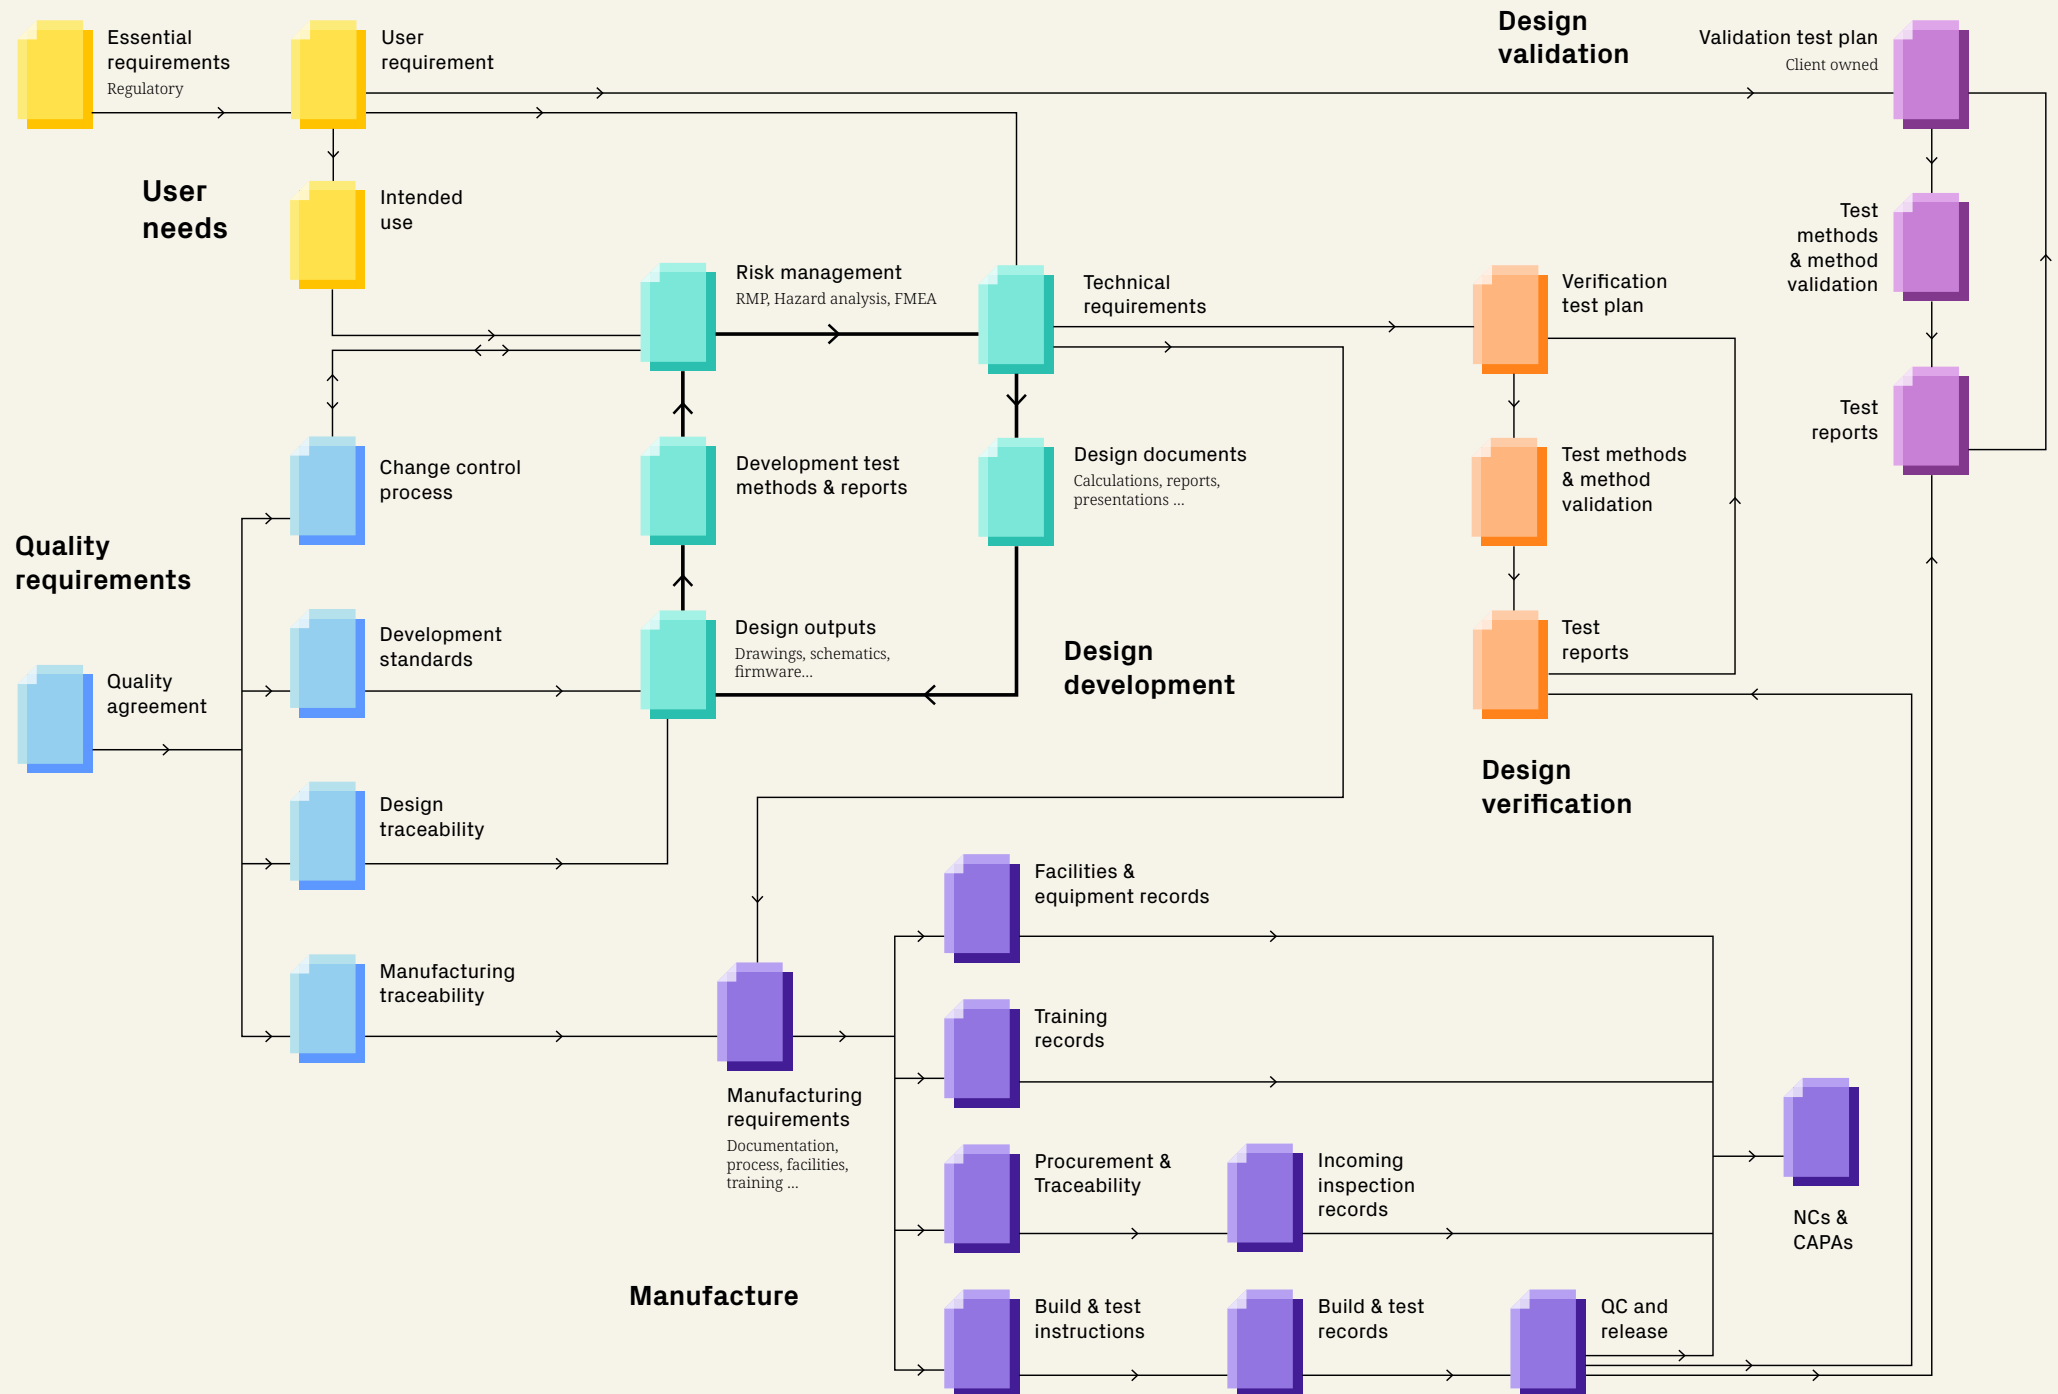 Essential
requirements
Regulatory
User
requirement
Design
validation
Validation test plan
Client owned
User
needs
Intended
use
Test
methods
& method
validation
Risk management
RMP, Hazard analysis, FMEA
Technical
requirements
Verification
test plan
Test
reports
Change control
process
Development test
methods & reports
Design documents
Calculations, reports,
presentations ...
Test methods
& method
validation
Quality
requirements
Development
standards
Design outputs
Drawings, schematics,
firmware...
Design
development
Test
reports
Quality
agreement
Design
verification
Design
traceability
Facilities &
equipment records
Manufacturing
traceability
Training
records
Manufacturing
requirements
Documentation,
process, facilities,
training ...
Procurement &
Traceability
Incoming
inspection
records
NCs &
CAPAs
Manufacture
Build & test
instructions
Build & test
records
QC and
release